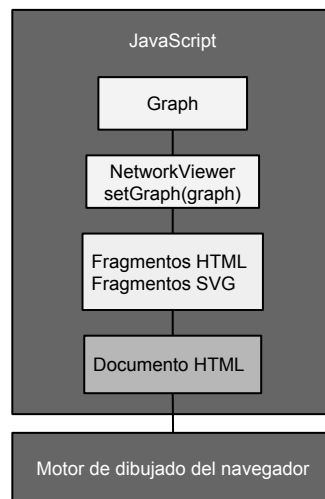 JavaScript
Graph
NetworkViewer
setGraph(graph)
Fragmentos HTML
Fragmentos SVG
Documento HTML
Motor de dibujado del navegador